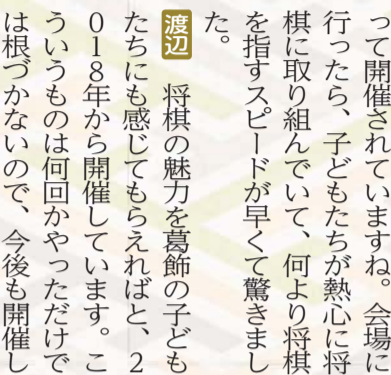 って開催されていますね。会場に
行ったら、子どもたちが熱心に将
棋に取り組んでいて、何より将棋
を指すスピードが早くて驚きまし
た。
渡辺 将棋の魅力を葛飾の子ども
たちにも感じてもらえればと、2
018年から開催しています。こ
ういうものは何回かやっただけで
は根づかないので、今後も開催し